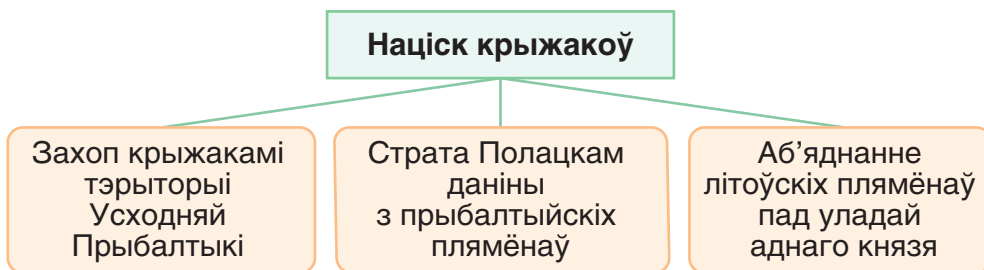 Націск крыжакоў
Захоп крыжакамі
тэрыторыі
Усходняй
Прыбалтыкі
Страта Полацкам
даніны
з прыбалтыйскіх
плямёнаў
Аб’яднанне
літоўскіх плямёнаў
пад уладай
аднаго князя